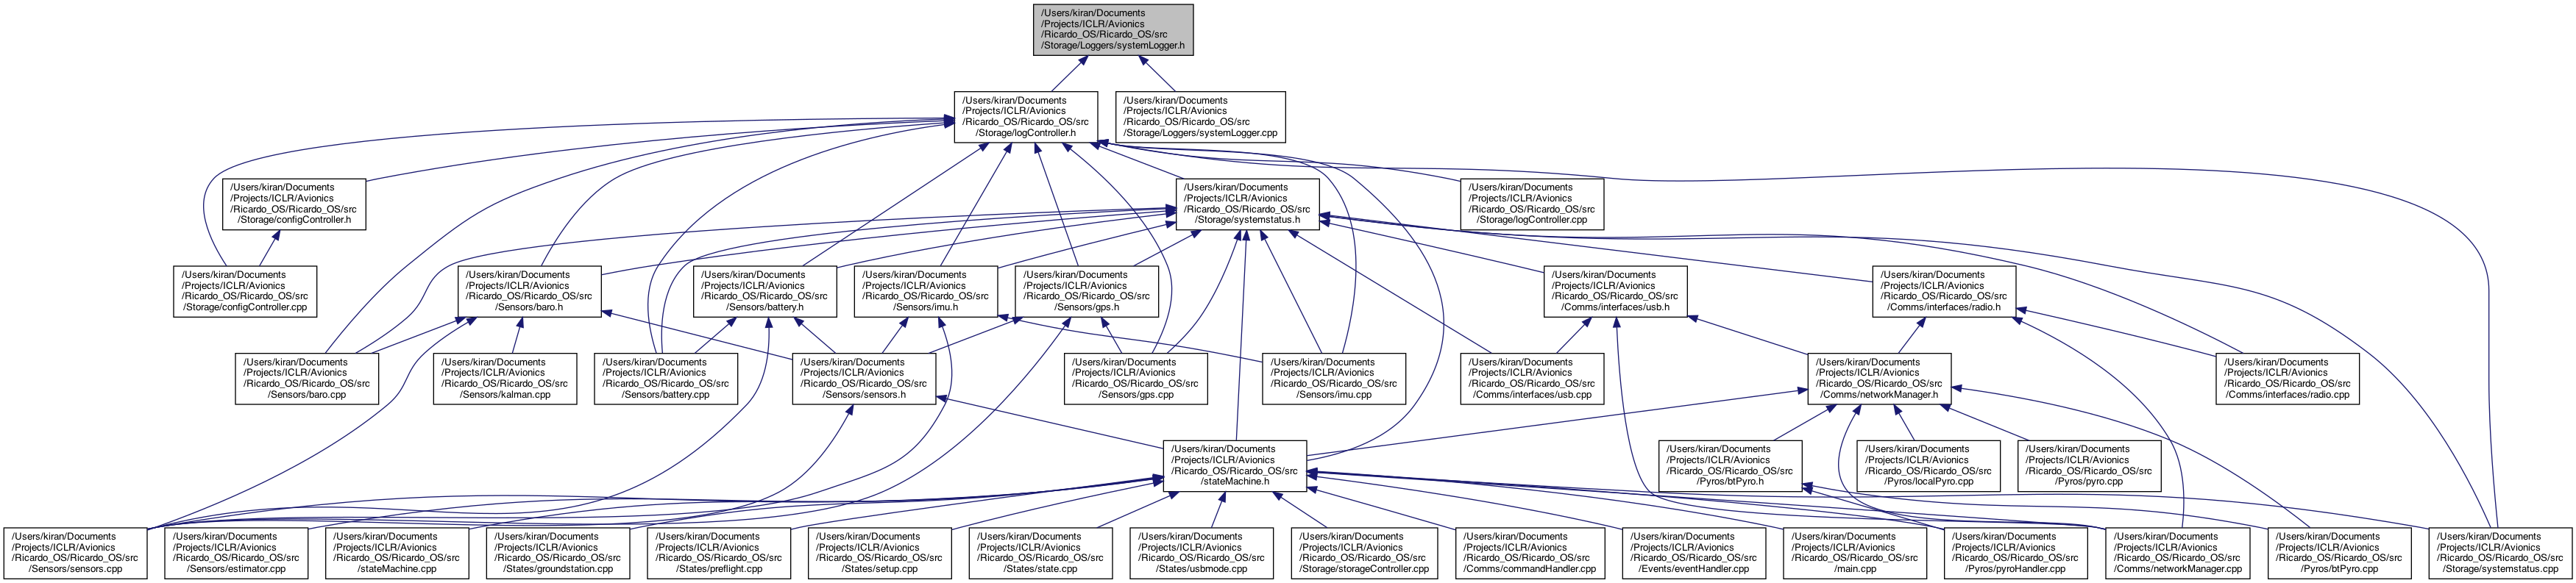 /Users/kiran/Documents
/Projects/ICLR/Avionics
/Ricardo_OS/Ricardo_OS/src
/Storage/Loggers/systemLogger.h
/Users/kiran/Documents
/Projects/ICLR/Avionics
/Ricardo_OS/Ricardo_OS/src
/Storage/logController.h
/Users/kiran/Documents
/Projects/ICLR/Avionics
/Ricardo_OS/Ricardo_OS/src
/Storage/Loggers/systemLogger.cpp
/Users/kiran/Documents
/Projects/ICLR/Avionics
/Ricardo_OS/Ricardo_OS/src
/Storage/configController.h
/Users/kiran/Documents
/Projects/ICLR/Avionics
/Ricardo_OS/Ricardo_OS/src
/Storage/systemstatus.h
/Users/kiran/Documents
/Projects/ICLR/Avionics
/Ricardo_OS/Ricardo_OS/src
/Storage/logController.cpp
/Users/kiran/Documents
/Projects/ICLR/Avionics
/Ricardo_OS/Ricardo_OS/src
/Storage/configController.cpp
/Users/kiran/Documents
/Projects/ICLR/Avionics
/Ricardo_OS/Ricardo_OS/src
/Sensors/baro.h
/Users/kiran/Documents
/Projects/ICLR/Avionics
/Ricardo_OS/Ricardo_OS/src
/Sensors/battery.h
/Users/kiran/Documents
/Projects/ICLR/Avionics
/Ricardo_OS/Ricardo_OS/src
/Sensors/imu.h
/Users/kiran/Documents
/Projects/ICLR/Avionics
/Ricardo_OS/Ricardo_OS/src
/Sensors/gps.h
/Users/kiran/Documents
/Projects/ICLR/Avionics
/Ricardo_OS/Ricardo_OS/src
/Comms/interfaces/usb.h
/Users/kiran/Documents
/Projects/ICLR/Avionics
/Ricardo_OS/Ricardo_OS/src
/Comms/interfaces/radio.h
/Users/kiran/Documents
/Projects/ICLR/Avionics
/Ricardo_OS/Ricardo_OS/src
/Sensors/baro.cpp
/Users/kiran/Documents
/Projects/ICLR/Avionics
/Ricardo_OS/Ricardo_OS/src
/Sensors/kalman.cpp
/Users/kiran/Documents
/Projects/ICLR/Avionics
/Ricardo_OS/Ricardo_OS/src
/Sensors/battery.cpp
/Users/kiran/Documents
/Projects/ICLR/Avionics
/Ricardo_OS/Ricardo_OS/src
/Sensors/sensors.h
/Users/kiran/Documents
/Projects/ICLR/Avionics
/Ricardo_OS/Ricardo_OS/src
/Sensors/gps.cpp
/Users/kiran/Documents
/Projects/ICLR/Avionics
/Ricardo_OS/Ricardo_OS/src
/Sensors/imu.cpp
/Users/kiran/Documents
/Projects/ICLR/Avionics
/Ricardo_OS/Ricardo_OS/src
/Comms/interfaces/usb.cpp
/Users/kiran/Documents
/Projects/ICLR/Avionics
/Ricardo_OS/Ricardo_OS/src
/Comms/networkManager.h
/Users/kiran/Documents
/Projects/ICLR/Avionics
/Ricardo_OS/Ricardo_OS/src
/Comms/interfaces/radio.cpp
/Users/kiran/Documents
/Projects/ICLR/Avionics
/Ricardo_OS/Ricardo_OS/src
/stateMachine.h
/Users/kiran/Documents
/Projects/ICLR/Avionics
/Ricardo_OS/Ricardo_OS/src
/Pyros/btPyro.h
/Users/kiran/Documents
/Projects/ICLR/Avionics
/Ricardo_OS/Ricardo_OS/src
/Pyros/localPyro.cpp
/Users/kiran/Documents
/Projects/ICLR/Avionics
/Ricardo_OS/Ricardo_OS/src
/Pyros/pyro.cpp
/Users/kiran/Documents
/Projects/ICLR/Avionics
/Ricardo_OS/Ricardo_OS/src
/Sensors/sensors.cpp
/Users/kiran/Documents
/Projects/ICLR/Avionics
/Ricardo_OS/Ricardo_OS/src
/Sensors/estimator.cpp
/Users/kiran/Documents
/Projects/ICLR/Avionics
/Ricardo_OS/Ricardo_OS/src
/stateMachine.cpp
/Users/kiran/Documents
/Projects/ICLR/Avionics
/Ricardo_OS/Ricardo_OS/src
/States/groundstation.cpp
/Users/kiran/Documents
/Projects/ICLR/Avionics
/Ricardo_OS/Ricardo_OS/src
/States/preflight.cpp
/Users/kiran/Documents
/Projects/ICLR/Avionics
/Ricardo_OS/Ricardo_OS/src
/States/setup.cpp
/Users/kiran/Documents
/Projects/ICLR/Avionics
/Ricardo_OS/Ricardo_OS/src
/States/state.cpp
/Users/kiran/Documents
/Projects/ICLR/Avionics
/Ricardo_OS/Ricardo_OS/src
/States/usbmode.cpp
/Users/kiran/Documents
/Projects/ICLR/Avionics
/Ricardo_OS/Ricardo_OS/src
/Storage/storageController.cpp
/Users/kiran/Documents
/Projects/ICLR/Avionics
/Ricardo_OS/Ricardo_OS/src
/Comms/commandHandler.cpp
/Users/kiran/Documents
/Projects/ICLR/Avionics
/Ricardo_OS/Ricardo_OS/src
/Events/eventHandler.cpp
/Users/kiran/Documents
/Projects/ICLR/Avionics
/Ricardo_OS/Ricardo_OS/src
/main.cpp
/Users/kiran/Documents
/Projects/ICLR/Avionics
/Ricardo_OS/Ricardo_OS/src
/Pyros/pyroHandler.cpp
/Users/kiran/Documents
/Projects/ICLR/Avionics
/Ricardo_OS/Ricardo_OS/src
/Comms/networkManager.cpp
/Users/kiran/Documents
/Projects/ICLR/Avionics
/Ricardo_OS/Ricardo_OS/src
/Pyros/btPyro.cpp
/Users/kiran/Documents
/Projects/ICLR/Avionics
/Ricardo_OS/Ricardo_OS/src
/Storage/systemstatus.cpp